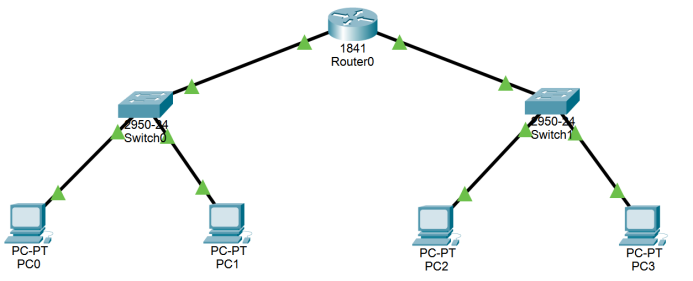 1841
Router0
2950-24
Switch0
2950-24
Switch1
PC-PT
PC0
PC-PT
PC1
PC-PT
PC2
PC-PT
PC3